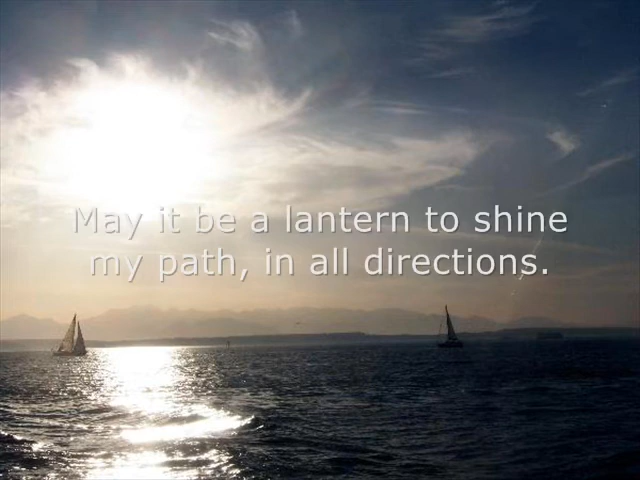 May it be a lantern to shine
my path, in all directions.